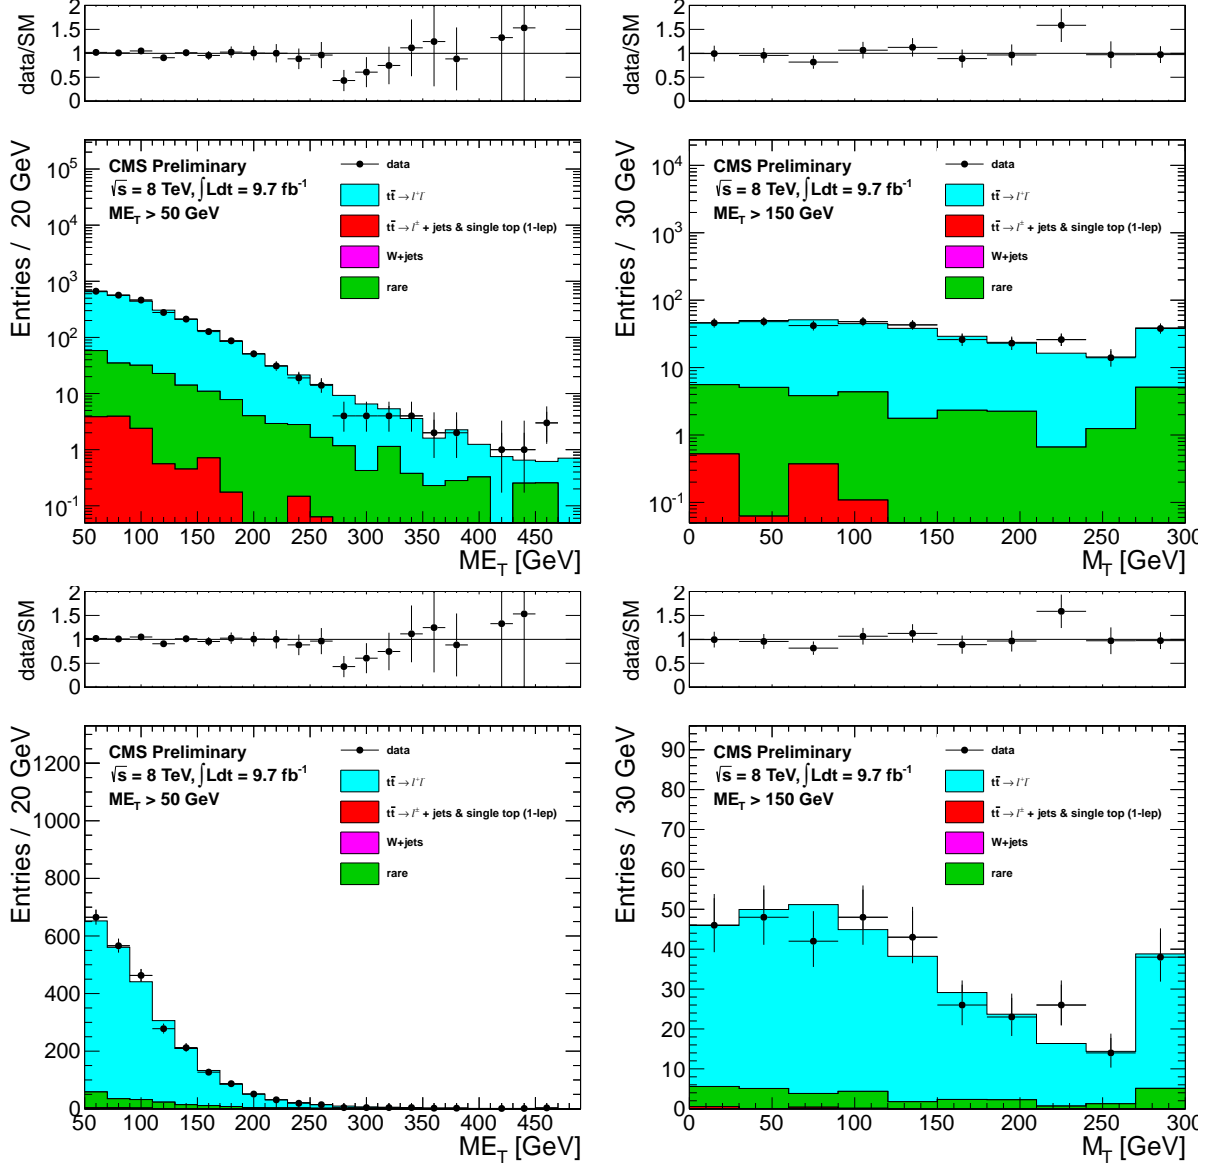 data/SM
2
1.5
1
0.5
0
CMS Preliminary
√s = 8 TeV, ∫Ldt = 9.7 fb⁻¹
ME_T > 50 GeV
data
tt̄ → l⁺l⁻
tt̄ → l± + jets & single top (1-lep)
W+jets
rare
Entries / 20 GeV
10⁵
10⁴
10³
10²
10
1
10⁻¹
50 100 150 200 250 300 350 400 450
ME_T [GeV]
data/SM
2
1.5
1
0.5
0
CMS Preliminary
√s = 8 TeV, ∫Ldt = 9.7 fb⁻¹
ME_T > 150 GeV
data
tt̄ → l⁺l⁻
tt̄ → l± + jets & single top (1-lep)
W+jets
rare
Entries / 30 GeV
10⁴
10³
10²
10
1
10⁻¹
0 50 100 150 200 250 300
M_T [GeV]
data/SM
2
1.5
1
0.5
0
CMS Preliminary
√s = 8 TeV, ∫Ldt = 9.7 fb⁻¹
ME_T > 50 GeV
data
tt̄ → l⁺l⁻
tt̄ → l± + jets & single top (1-lep)
W+jets
rare
Entries / 20 GeV
1200
1000
800
600
400
200
0
50 100 150 200 250 300 350 400 450
ME_T [GeV]
data/SM
2
1.5
1
0.5
0
CMS Preliminary
√s = 8 TeV, ∫Ldt = 9.7 fb⁻¹
ME_T > 150 GeV
data
tt̄ → l⁺l⁻
tt̄ → l± + jets & single top (1-lep)
W+jets
rare
Entries / 30 GeV
90
80
70
60
50
40
30
20
10
0
0 50 100 150 200 250 300
M_T [GeV]